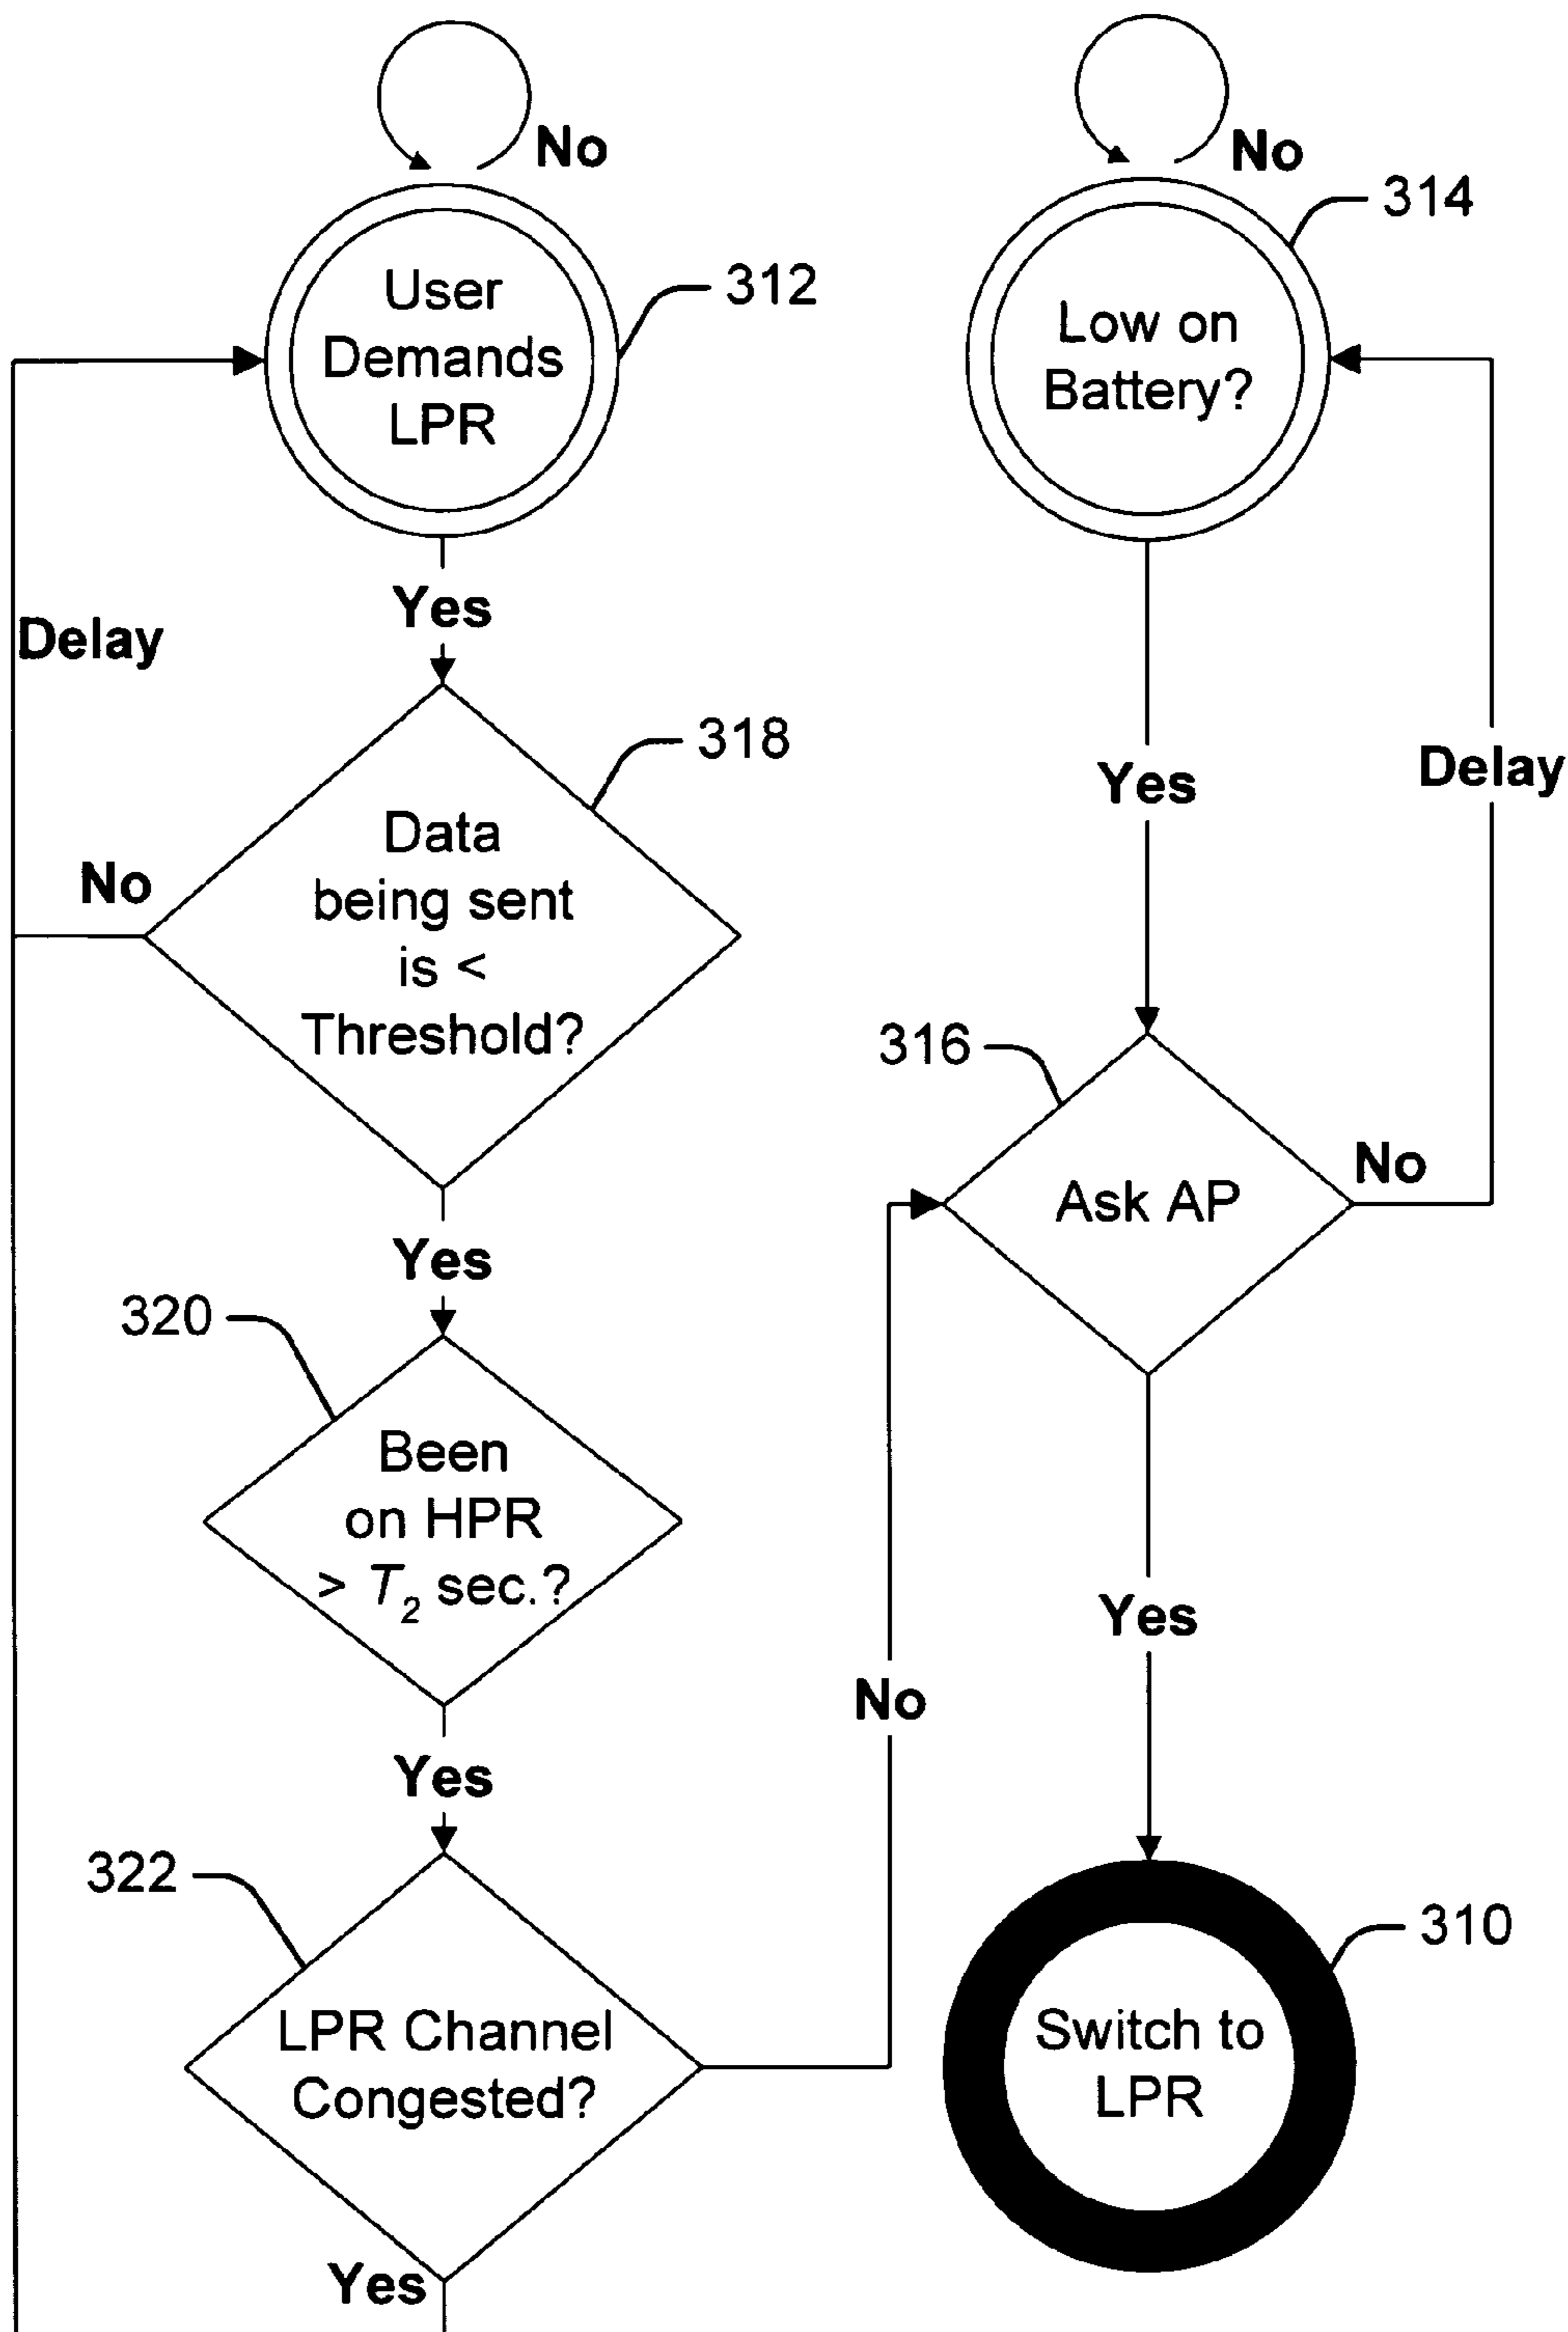 No
User
Demands
LPR
312
Yes
Delay
318
Data
being sent
is <
Threshold?
No
Yes
320
Been
on HPR
> T2 sec.?
Yes
322
LPR Channel
Congested?
Yes
No
No
314
Low on
Battery?
Yes
Delay
316
Ask AP
No
Yes
310
Switch to
LPR